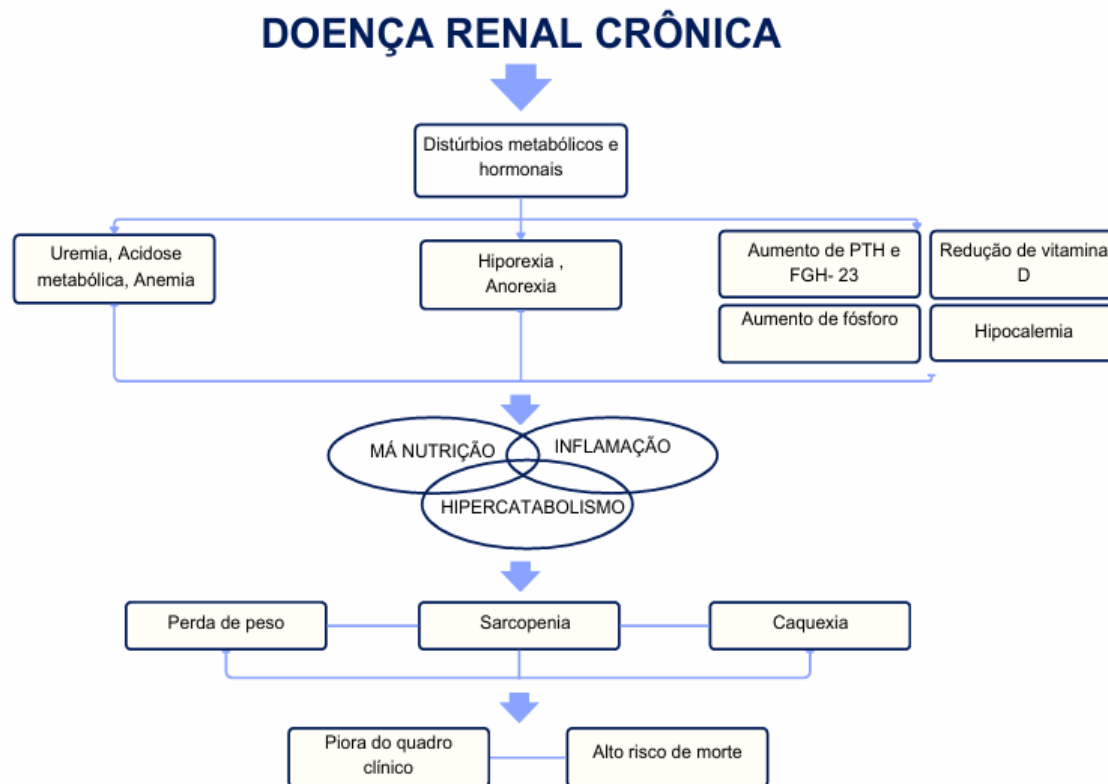 DOENÇA RENAL CRÔNICA
Distúrbios metabólicos e
hormonais
Uremia, Acidose
metabólica, Anemia
Hiporexia ,
Anorexia
Aumento de PTH e
FGH- 23
Redução de vitamina
D
Aumento de fósforo
Hipocalemia
MÁ NUTRIÇÃO
INFLAMAÇÃO
HIPERCATABOLISMO
Perda de peso
Sarcopenia
Caquexia
Piora do quadro
clínico
Alto risco de morte